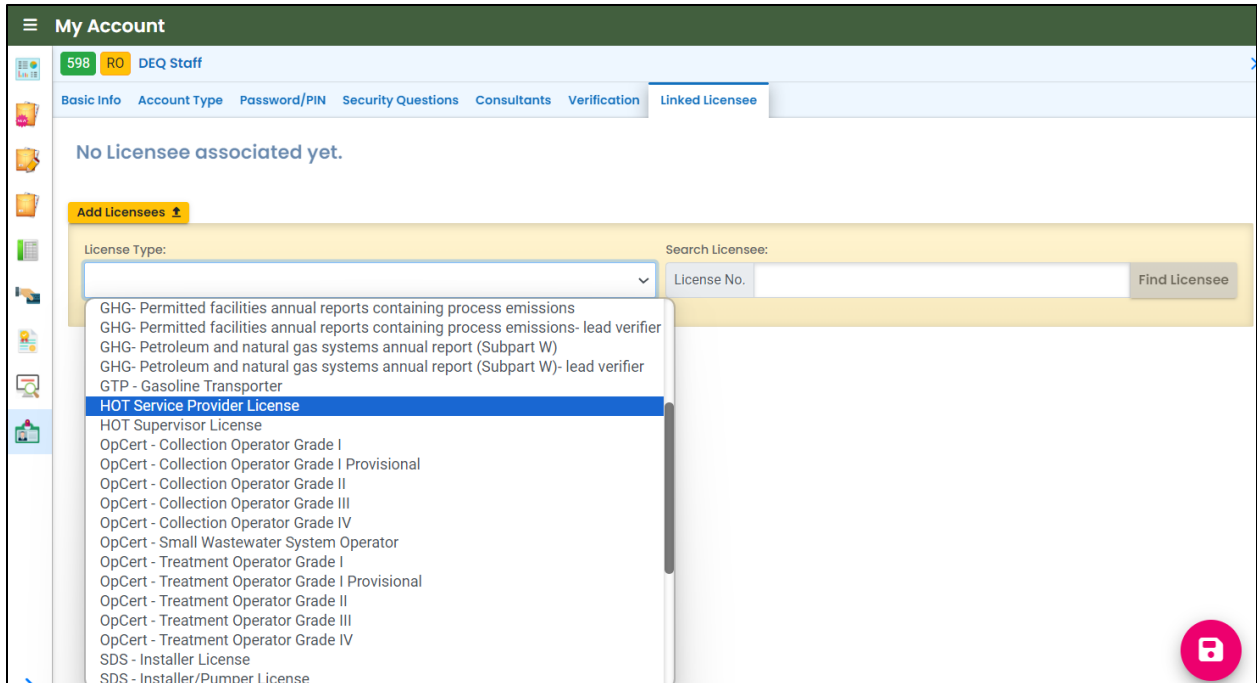 My Account
598 RO DEQ Staff
Basic Info Account Type Password/PIN Security Questions Consultants Verification Linked Licensee
No Licensee associated yet.
Add Licensees
License Type:
Search Licensee:
License No.
Find Licensee
GHG- Permitted facilities annual reports containing process emissions
GHG- Permitted facilities annual reports containing process emissions- lead verifier
GHG- Petroleum and natural gas systems annual report (Subpart W)
GHG- Petroleum and natural gas systems annual report (Subpart W)- lead verifier
GTP - Gasoline Transporter
HOT Service Provider License
HOT Supervisor License
OpCert - Collection Operator Grade I
OpCert - Collection Operator Grade I Provisional
OpCert - Collection Operator Grade II
OpCert - Collection Operator Grade III
OpCert - Collection Operator Grade IV
OpCert - Small Wastewater System Operator
OpCert - Treatment Operator Grade I
OpCert - Treatment Operator Grade I Provisional
OpCert - Treatment Operator Grade II
OpCert - Treatment Operator Grade III
OpCert - Treatment Operator Grade IV
SDS - Installer License
SDS - Installer/Pumper License